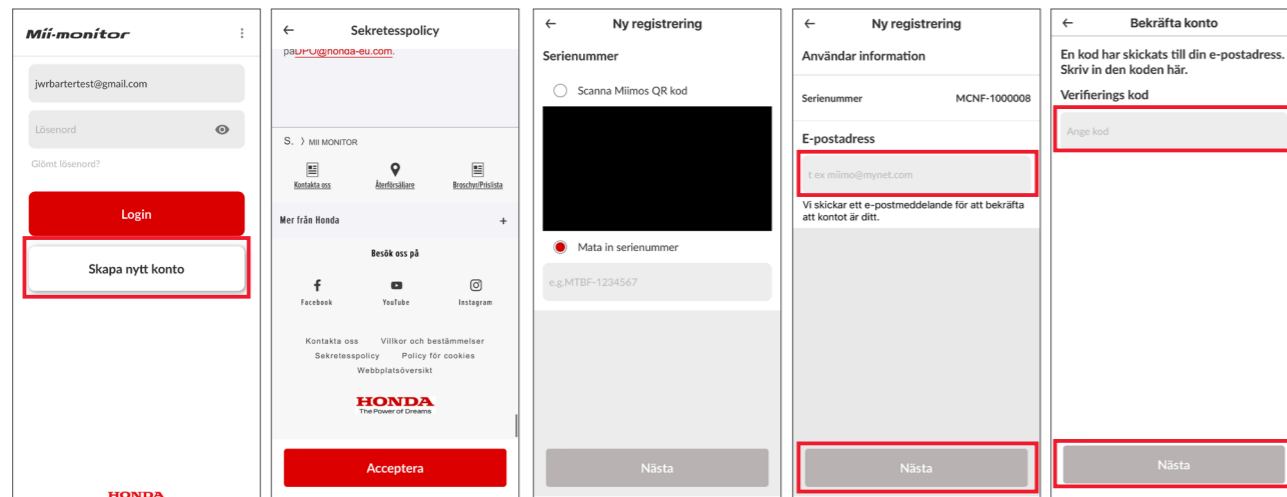 Mii-monitor
jwrbartertest@gmail.com
Lösenord
Glömt lösenord?
Login
Skapa nytt konto
HONDA
Sekretesspolicy
påDPO@honda-eu.com.
S. 〉 MII MONITOR
Kontakta oss
Återförsäljare
Broschyr/Prislista
Mer från Honda +
Besök oss på
Facebook
YouTube
Instagram
Kontakta oss Villkor och bestämmelser
Sekretesspolicy Policy för cookies
Webbplatsöversikt
HONDA
The Power of Dreams
Acceptera
Ny registrering
Serienummer
Scanna Miimos QR kod
Mata in serienummer
e.g.MTBF-1234567
Nästa
Ny registrering
Användar information
Serienummer MCNF-1000008
E-postadress
t ex miimo@mynet.com
Vi skickar ett e-postmeddelande för att bekräfta
att kontot är ditt.
Nästa
Bekräfta konto
En kod har skickats till din e-postadress.
Skriv in den koden här.
Verifierings kod
Ange kod
Nästa